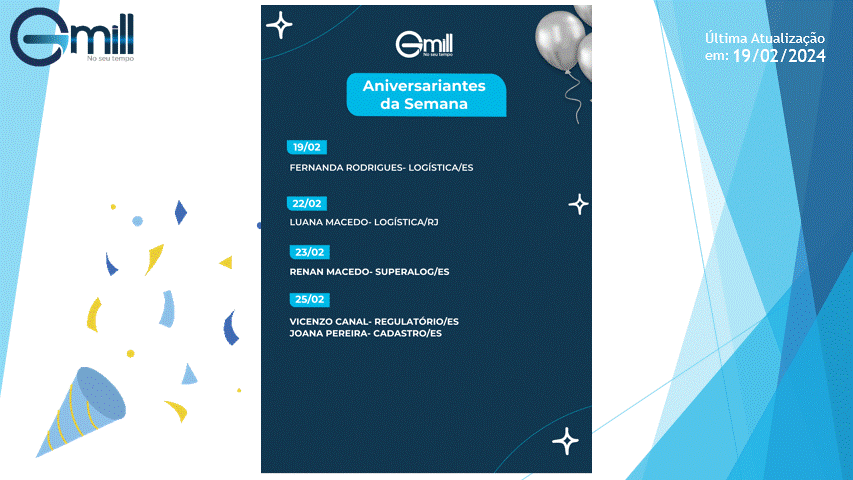 Gmill
No seu tempo
Gmill
No seu tempo
Última Atualização
em: 19/02/2024
Aniversariantes
da Semana
19/02
FERNANDA RODRIGUES- LOGÍSTICA/ES
22/02
LUANA MACEDO- LOGÍSTICA/RJ
23/02
RENAN MACEDO- SUPERALOG/ES
25/02
VICENZO CANAL- REGULATÓRIO/ES
JOANA PEREIRA- CADASTRO/ES